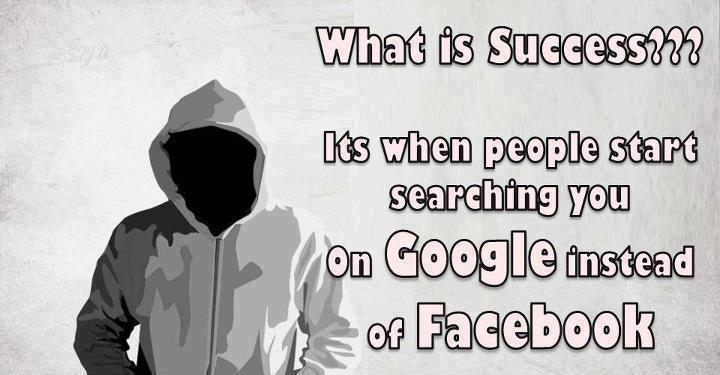 What is Success???
Its when people start
searching you
on Google instead
of Facebook